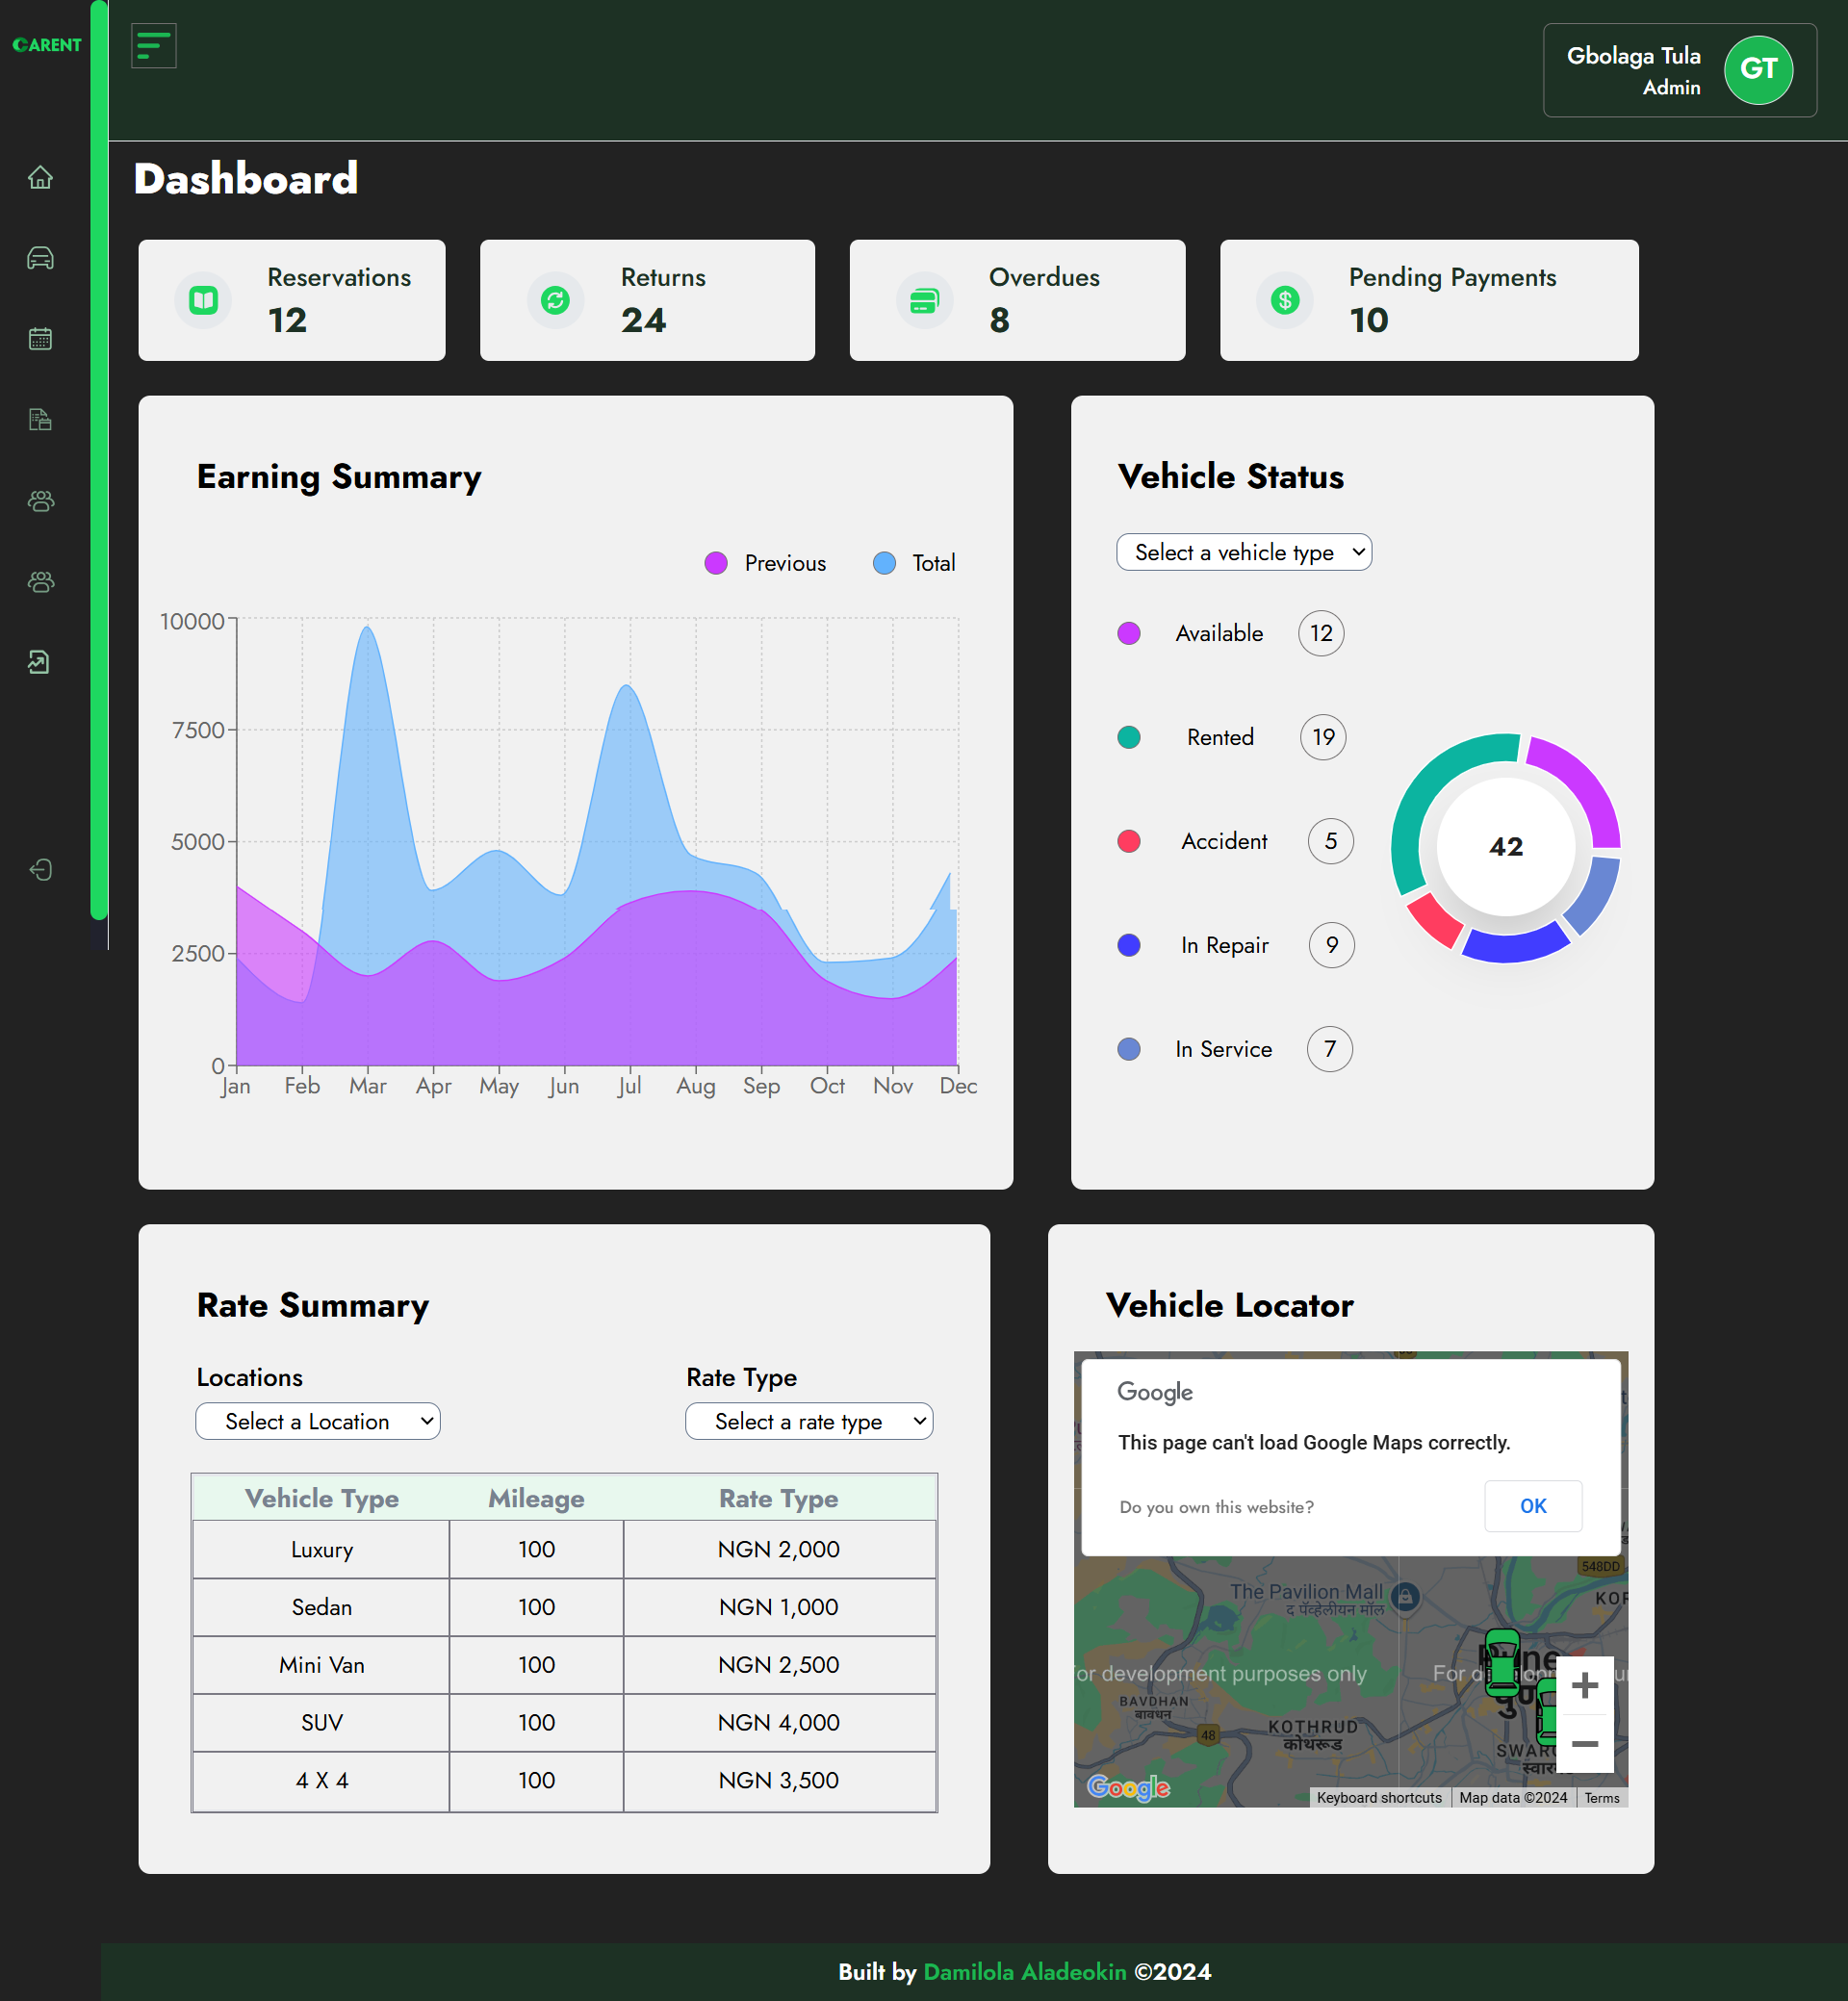 CARENT
Gbolaga Tula
Admin
GT
Dashboard
Reservations
12
Returns
24
Overdues
8
Pending Payments
10
Earning Summary
Previous
Total
10000
7500
5000
2500
0
Jan Feb Mar Apr May Jun Jul Aug Sep Oct Nov Dec
Vehicle Status
Select a vehicle type
Available 12
Rented 19
Accident 5
In Repair 9
In Service 7
42
Rate Summary
Locations
Select a Location
Rate Type
Select a rate type
Vehicle Type Mileage Rate Type
Luxury 100 NGN 2,000
Sedan 100 NGN 1,000
Mini Van 100 NGN 2,500
SUV 100 NGN 4,000
4 X 4 100 NGN 3,500
Vehicle Locator
Google
This page can't load Google Maps correctly.
Do you own this website?
OK
548DD
The Pavilion Mall
द पॅव्हेलीयन मॉल
or development purposes only
BAVDHAN
बावधन
48
KOTHRUD
कोथरूड
Google
Keyboard shortcuts
Map data ©2024
Terms
Built by Damilola Aladeokin ©2024